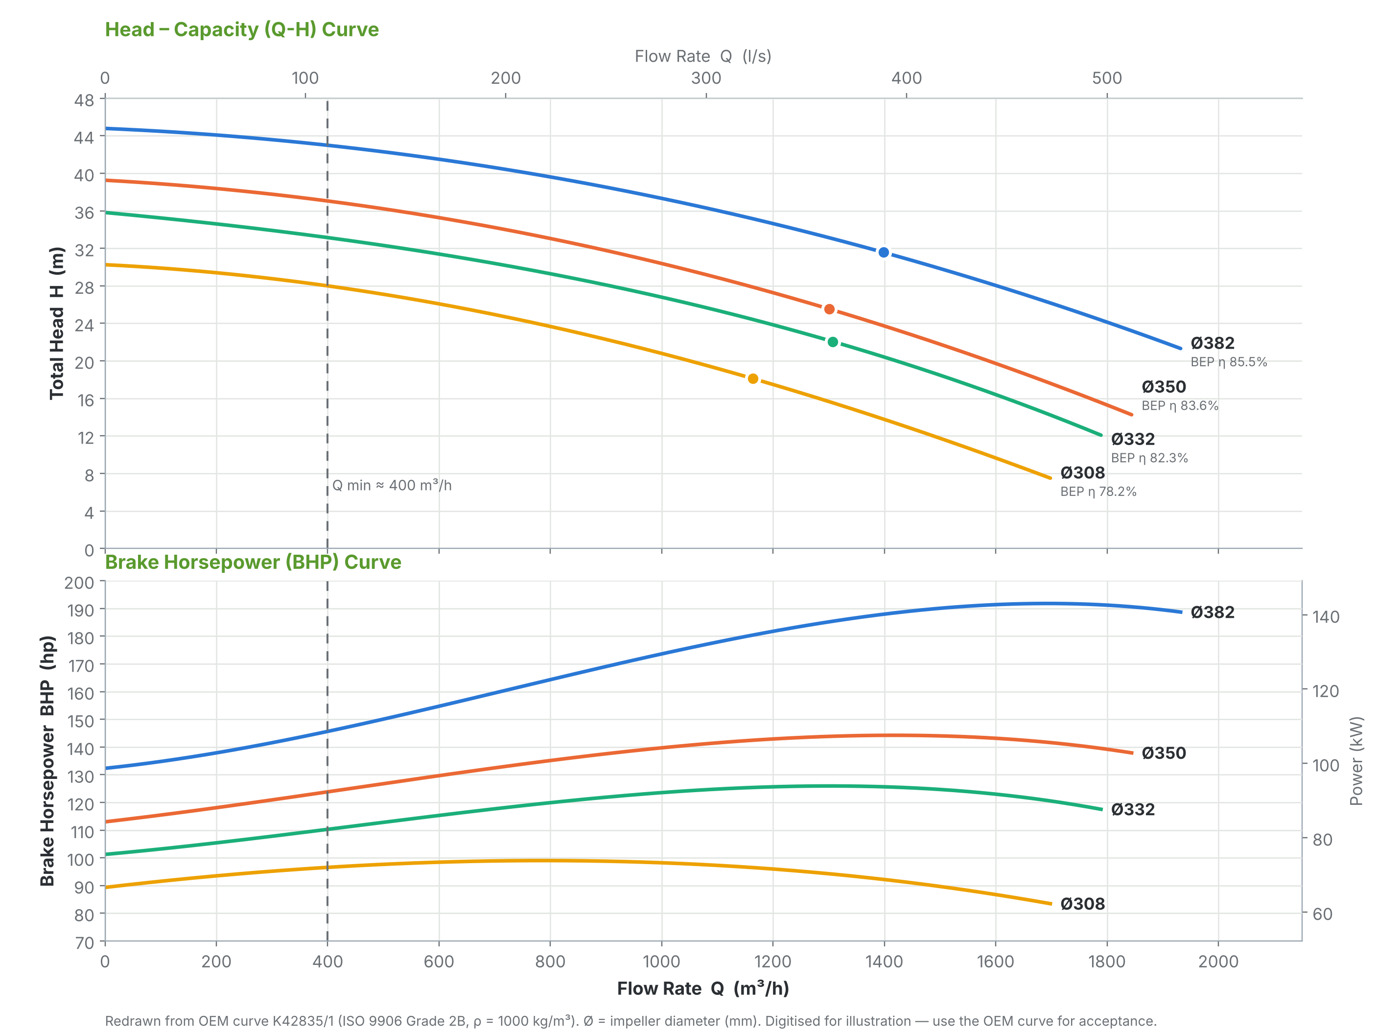 Head – Capacity (Q-H) Curve
Flow Rate Q (l/s)
0 100 200 300 400 500
48
44
40
36
32
28
24
20
16
12
8
4
0
Total Head H (m)
Ø382
BEP η 85.5%
Ø350
BEP η 83.6%
Ø332
BEP η 82.3%
Ø308
BEP η 78.2%
Q min ≈ 400 m³/h
Brake Horsepower (BHP) Curve
200
190
180
170
160
150
140
130
120
110
100
90
80
70
Brake Horsepower BHP (hp)
Ø382
Ø350
Ø332
Ø308
140
120
100
80
60
Power (kW)
0 200 400 600 800 1000 1200 1400 1600 1800 2000
Flow Rate Q (m³/h)
Redrawn from OEM curve K42835/1 (ISO 9906 Grade 2B, ρ = 1000 kg/m³). Ø = impeller diameter (mm). Digitised for illustration — use the OEM curve for acceptance.